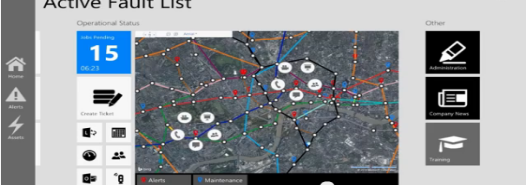 Active Fault List
Operational Status
Other
Jobs Pending
15
06:23
Home
Alerts
Assets
Create Ticket
Administration
Company News
Training
Alerts
Maintenance